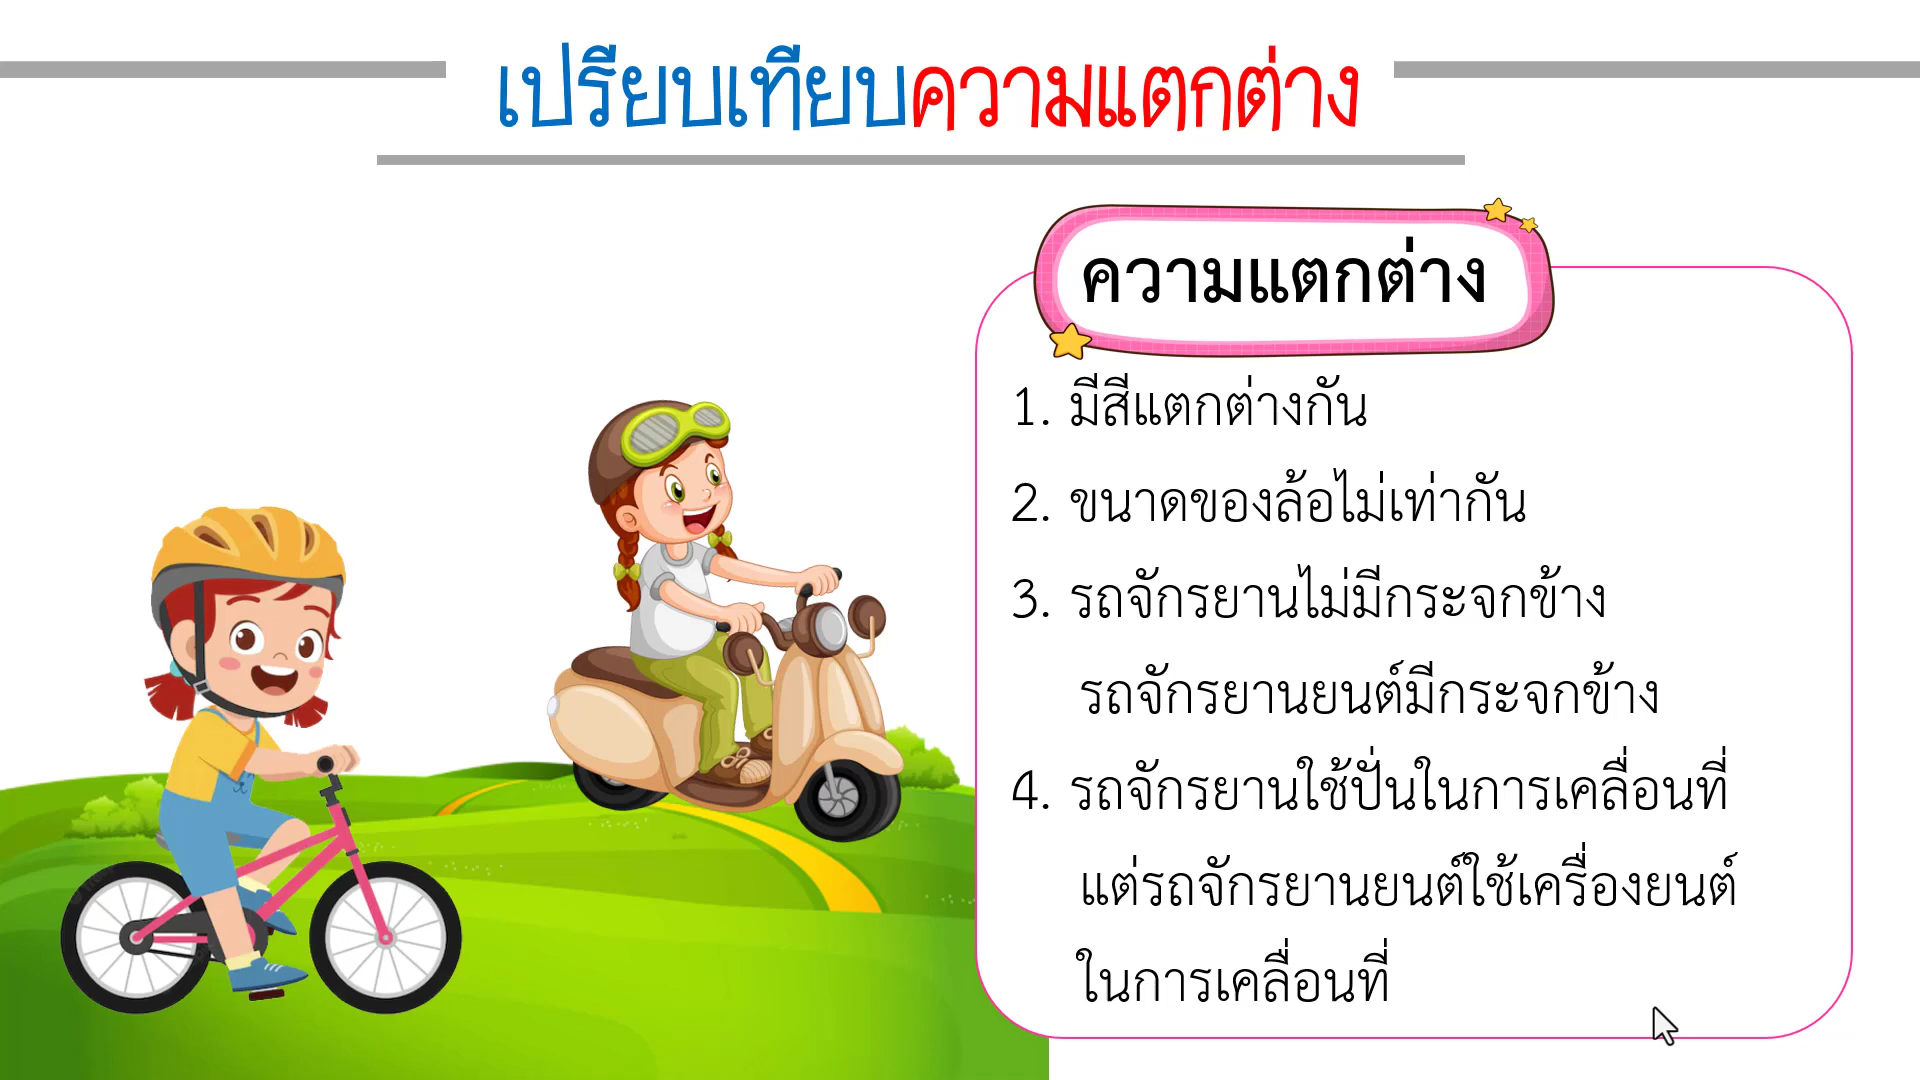 เปรียบเทียบความแตกต่าง
ความแตกต่าง
1. มีสีแตกต่างกัน
2. ขนาดของล้อไม่เท่ากัน
3. รถจักรยานไม่มีกระจกข้าง
รถจักรยานยนต์มีกระจกข้าง
4. รถจักรยานใช้ปั่นในการเคลื่อนที่
แต่รถจักรยานยนต์ใช้เครื่องยนต์
ในการเคลื่อนที่